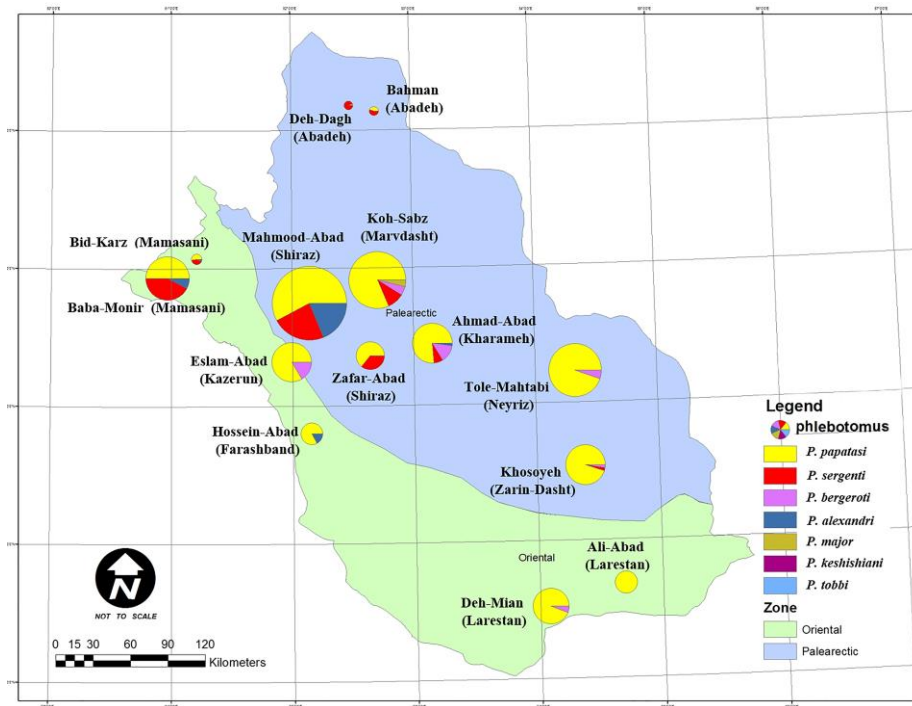 Bahman
(Abadeh)
Deh-Dagh
(Abadeh)
Koh-Sabz
(Marvdasht)
Bid-Karz (Mamasani)
Mahmood-Abad
(Shiraz)
Baba-Monir (Mamasani)
Palearectic
Ahmad-Abad
(Kharameh)
Eslam-Abad
(Kazerun)
Zafar-Abad
(Shiraz)
Tole-Mahtabi
(Neyriz)
Hossein-Abad
(Farashband)
Khosoyeh
(Zarin-Dasht)
Oriental
Ali-Abad
(Larestan)
Deh-Mian
(Larestan)
N
NOT TO SCALE
0 15 30 60 90 120
Kilometers
Legend
phlebotomus
P. papatasi
P. sergenti
P. bergeroti
P. alexandri
P. major
P. keshishiani
P. tobbi
Zone
Oriental
Palearectic